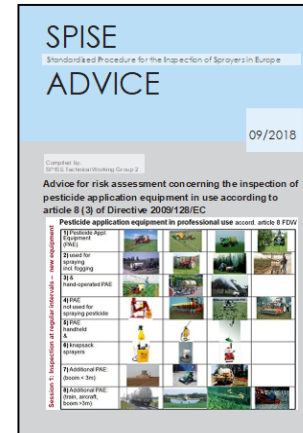 SPISE
Standardized Procedure for the Inspection of Sprayers in Europe
ADVICE
09/2018
Compiled by:
SPISE Technical Working Group 2
Advice for risk assessment concerning the inspection of
pesticide application equipment in use according to
article 8 (3) of Directive 2009/128/EC
Pesticide application equipment in professional use accord. article 8 FDW
Session 1: Inspection at regular intervals – new equipment
1) Pesticide Appl.
Equipment
(PAE)
2) used for
spraying
incl. fogging
3) &
hand-operated PAE
4) PAE
not used for
spraying pesticide
5) PAE
handheld
&
6) knapsack
sprayers
7) Additional PAE:
(boom < 3m)
8) Additional PAE:
(train, aircraft,
boom >3m)